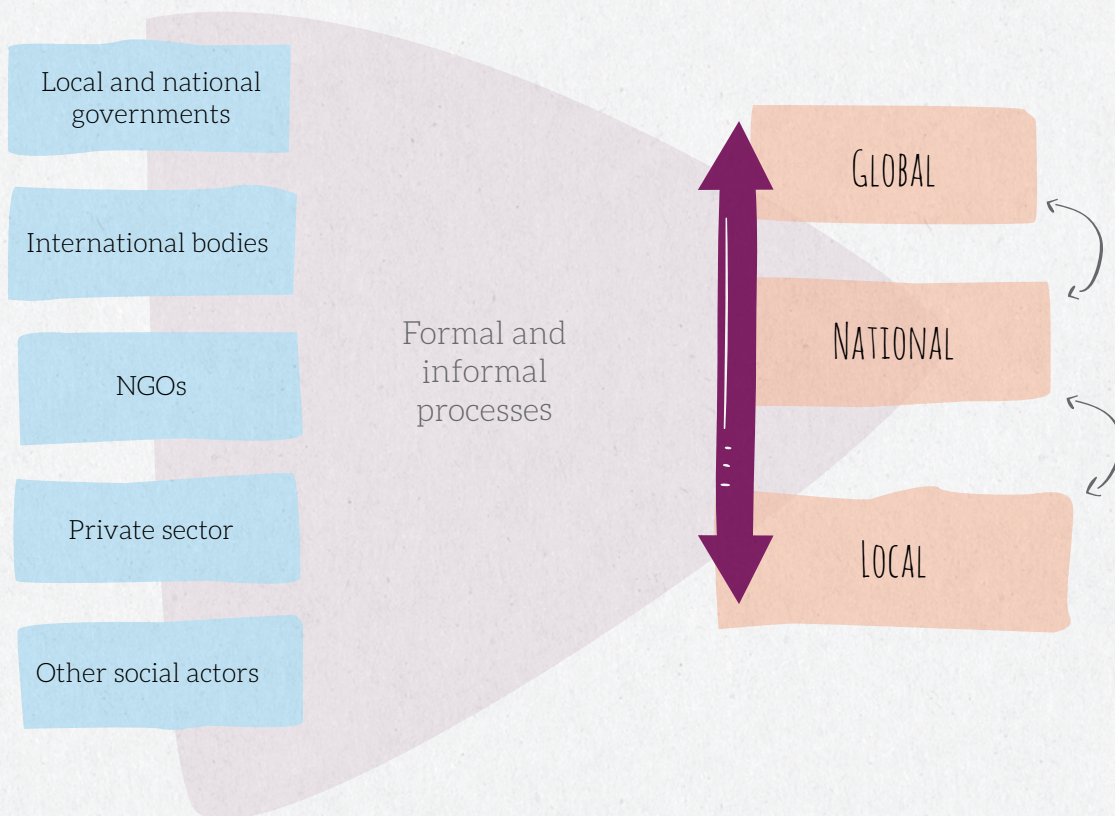 Local and national
governments
International bodies
NGOs
Private sector
Other social actors
Formal and
informal
processes
GLOBAL
NATIONAL
LOCAL